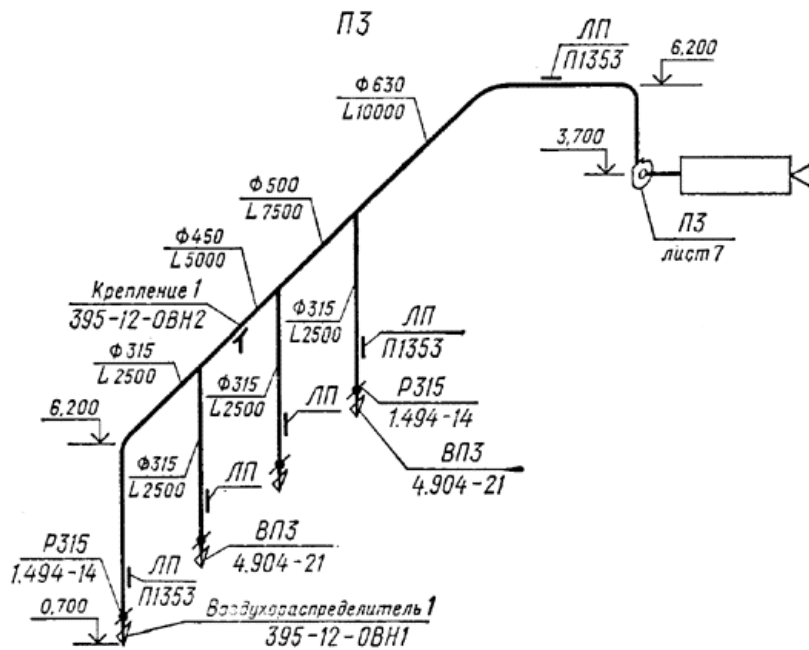 П3
ЛП
П1353
6,200
Ф630
L10000
3,700
П3
лист 7
Ф500
L7500
Ф450
L5000
Крепление 1
395-12-ОВН2
Ф315
L2500
ЛП
П1353
Ф315
L2500
Ф315
L2500
ЛП
Р315
1.494-14
6,200
ВП3
4.904-21
Ф315
L2500
ЛП
Р315
1.494-14
ВП3
4.904-21
ЛП
П1353
0,700
Воздухораспределитель 1
395-12-ОВН1